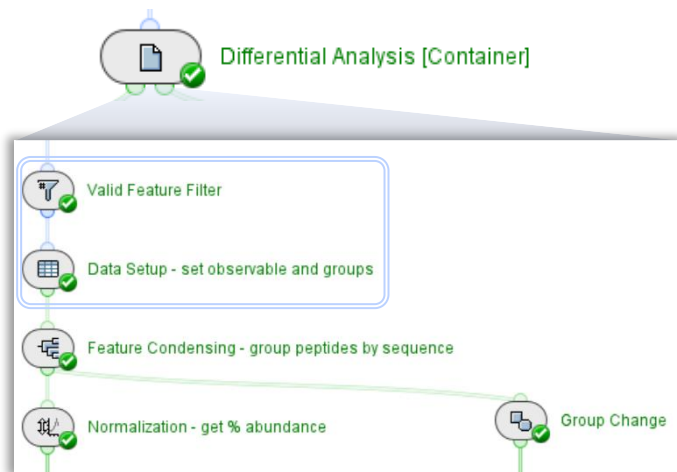 Differential Analysis [Container]
Valid Feature Filter
Data Setup - set observable and groups
Feature Condensing - group peptides by sequence
Normalization - get % abundance
Group Change